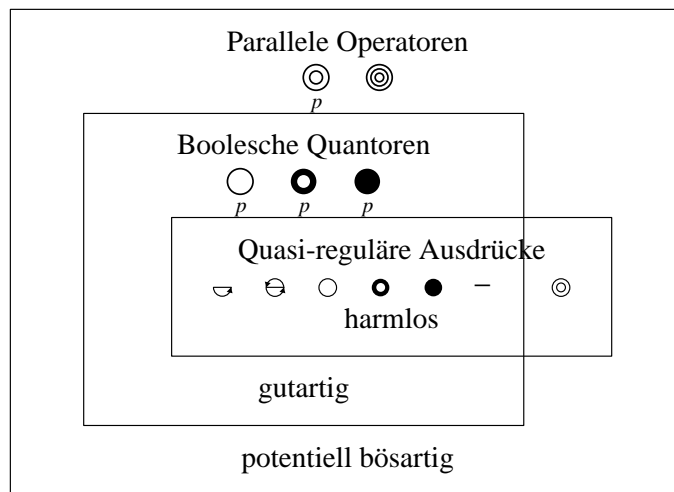 Parallele Operatoren
p
Boolesche Quantoren
p p p
Quasi-reguläre Ausdrücke
harmlos
gutartig
potentiell bösartig